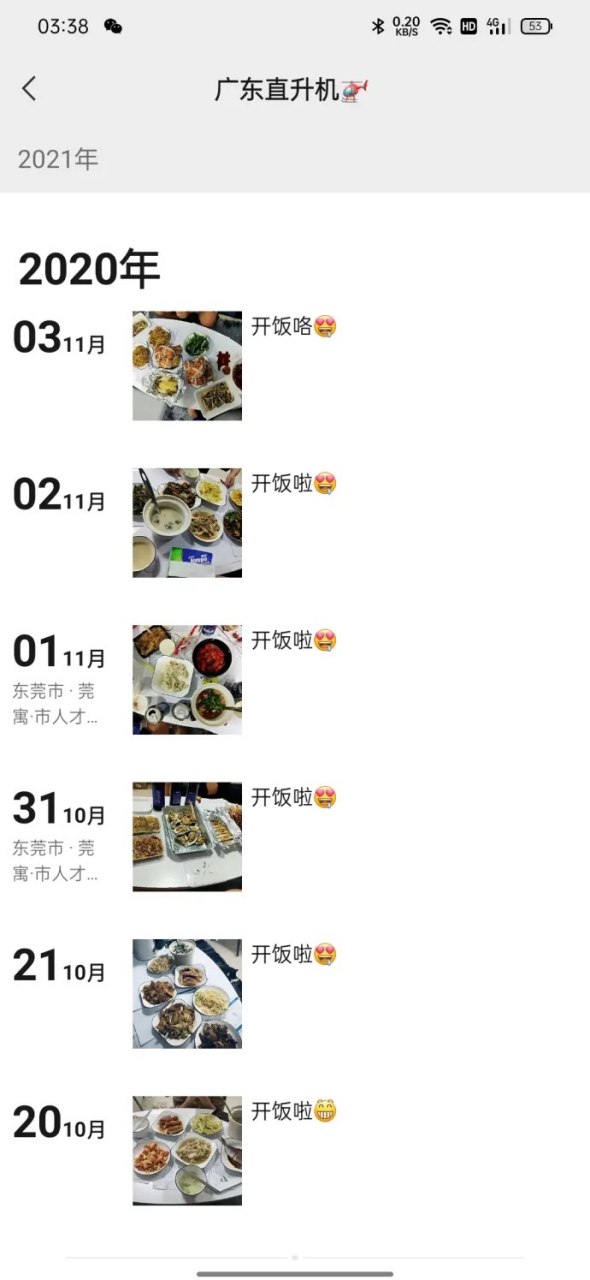 03:38
0.20
KB/S
HD
4G
53
广东直升机🚁
2021年
2020年
03 11月
开饭咯🤤
02 11月
开饭啦🤤
Tempo
01 11月
开饭啦🤤
东莞市 · 莞
寓·市人才...
31 10月
开饭啦🤤
东莞市 · 莞
寓·市人才...
21 10月
开饭啦🤤
20 10月
开饭啦😁